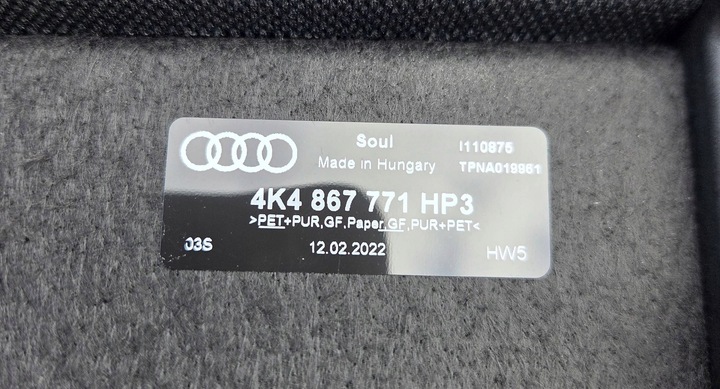 Soul I110875
Made in Hungary TPNA019961
4K4 867 771 HP3
>PET+PUR,GF,Paper,GF,PUR+PET<
03S 12.02.2022 HW5